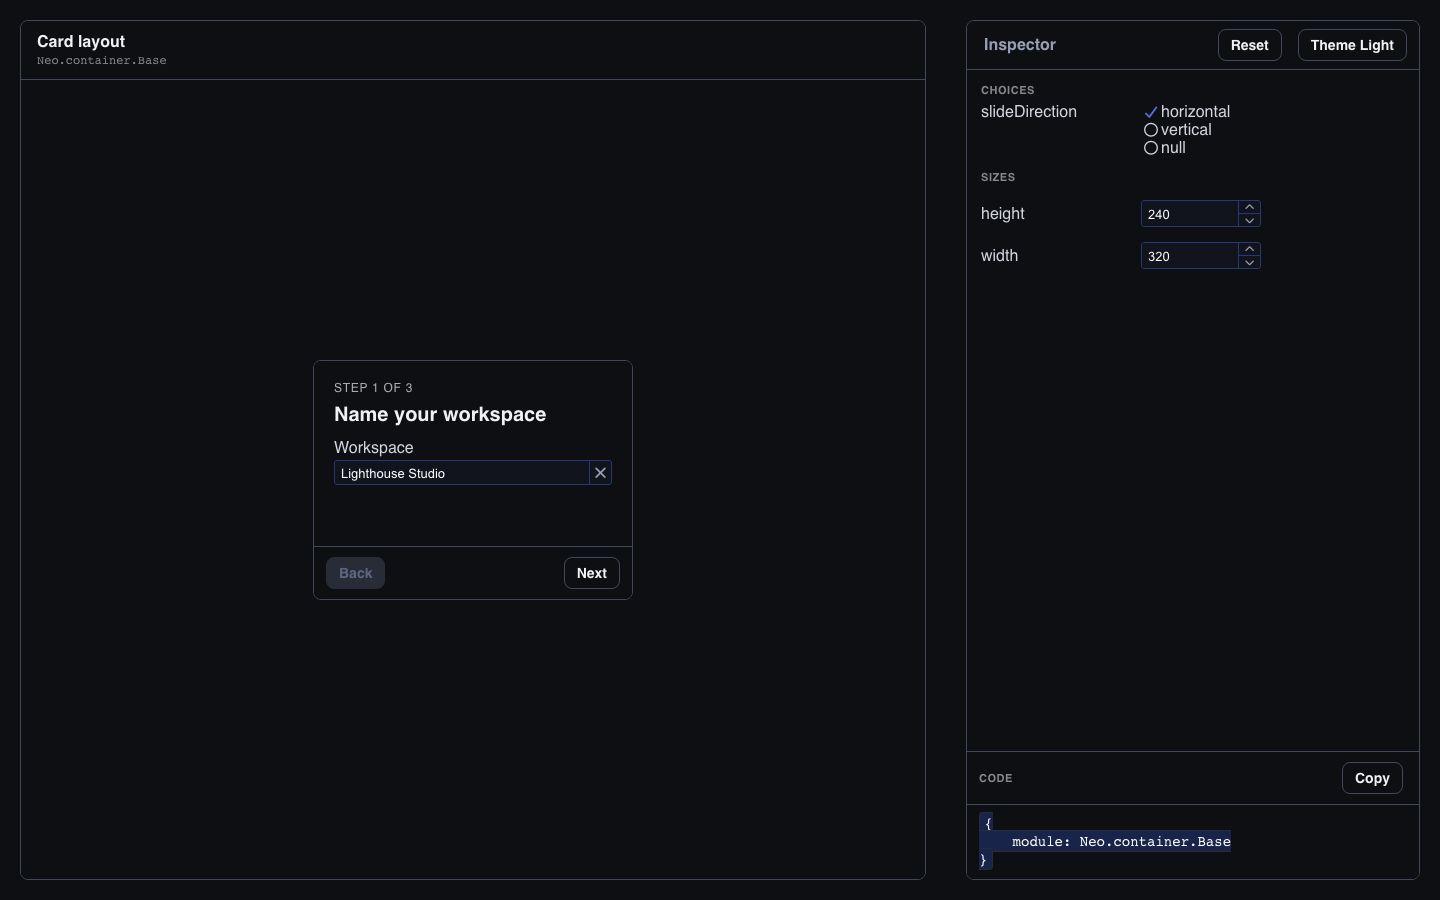 Card layout
Neo.container.Base
STEP 1 OF 3
Name your workspace
Workspace
Lighthouse Studio
Back
Next
Inspector
Reset
Theme Light
CHOICES
slideDirection
horizontal
vertical
null
SIZES
height
240
width
320
CODE
Copy
{
    module: Neo.container.Base
}